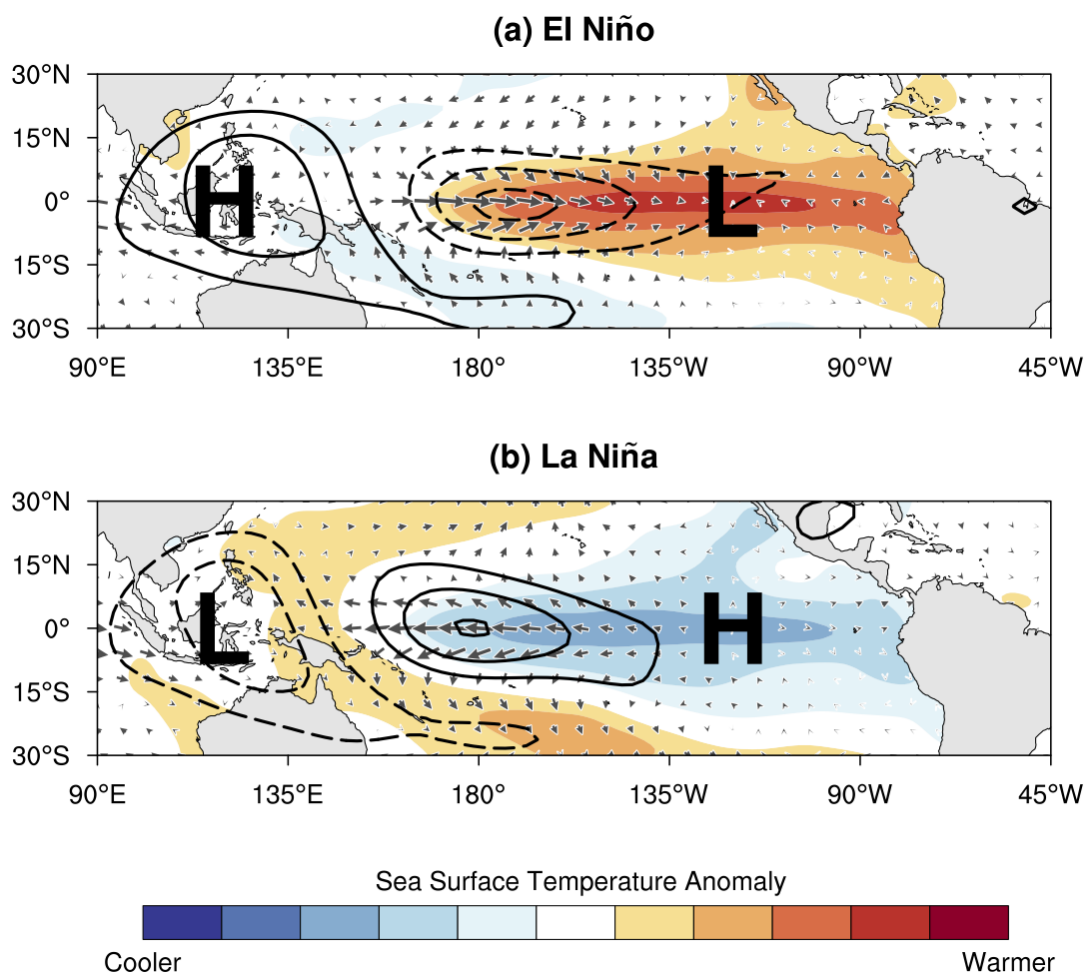 (a) El Niño
30°N
15°N
0°
15°S
30°S
H
L
90°E 135°E 180° 135°W 90°W 45°W
(b) La Niña
30°N
15°N
0°
15°S
30°S
L
H
90°E 135°E 180° 135°W 90°W 45°W
Sea Surface Temperature Anomaly
Cooler Warmer